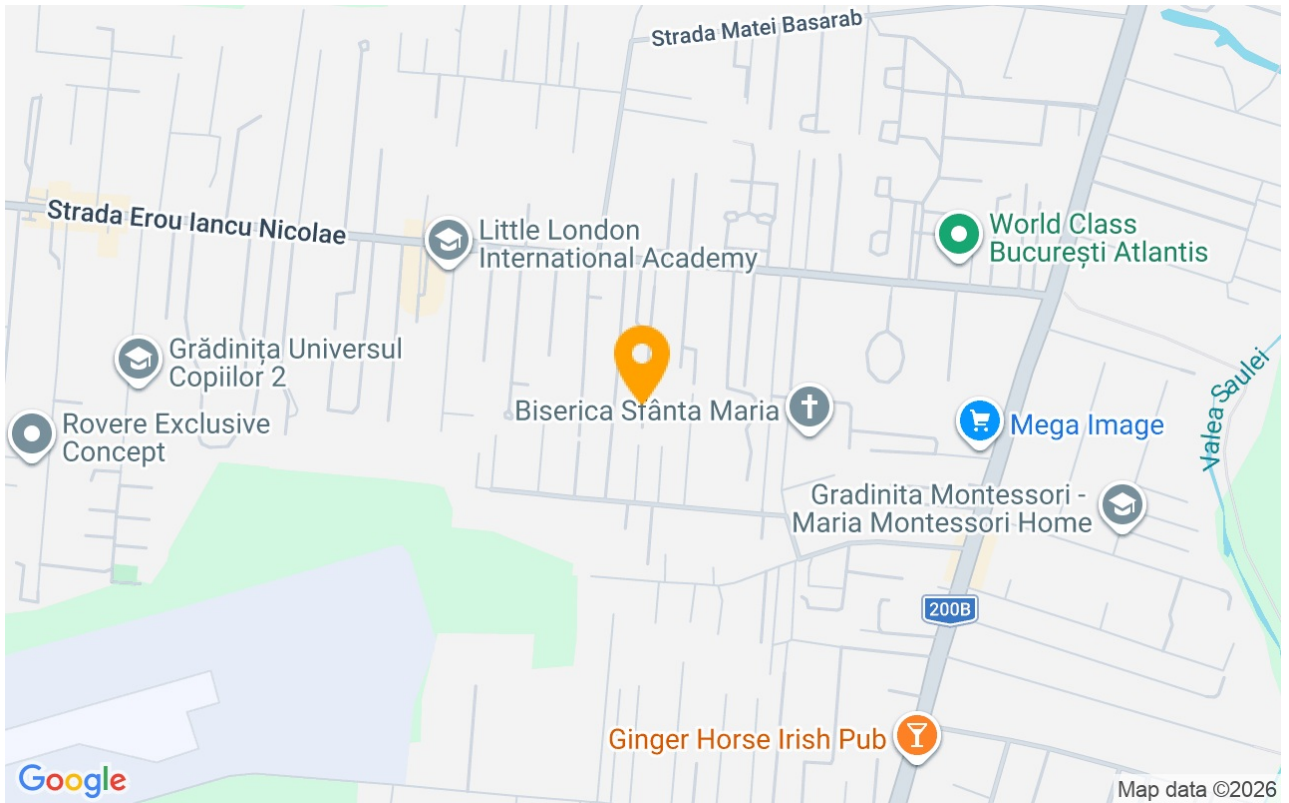 Strada Matei Basarab
Strada Erou Iancu Nicolae
Little London
International Academy
World Class
București Atlantis
Grădinița Universul
Copiilor 2
Rovere Exclusive
Concept
Biserica Sfânta Maria
Mega Image
Valea Saulei
Gradinita Montessori -
Maria Montessori Home
200B
Ginger Horse Irish Pub
Google
Map data ©2026